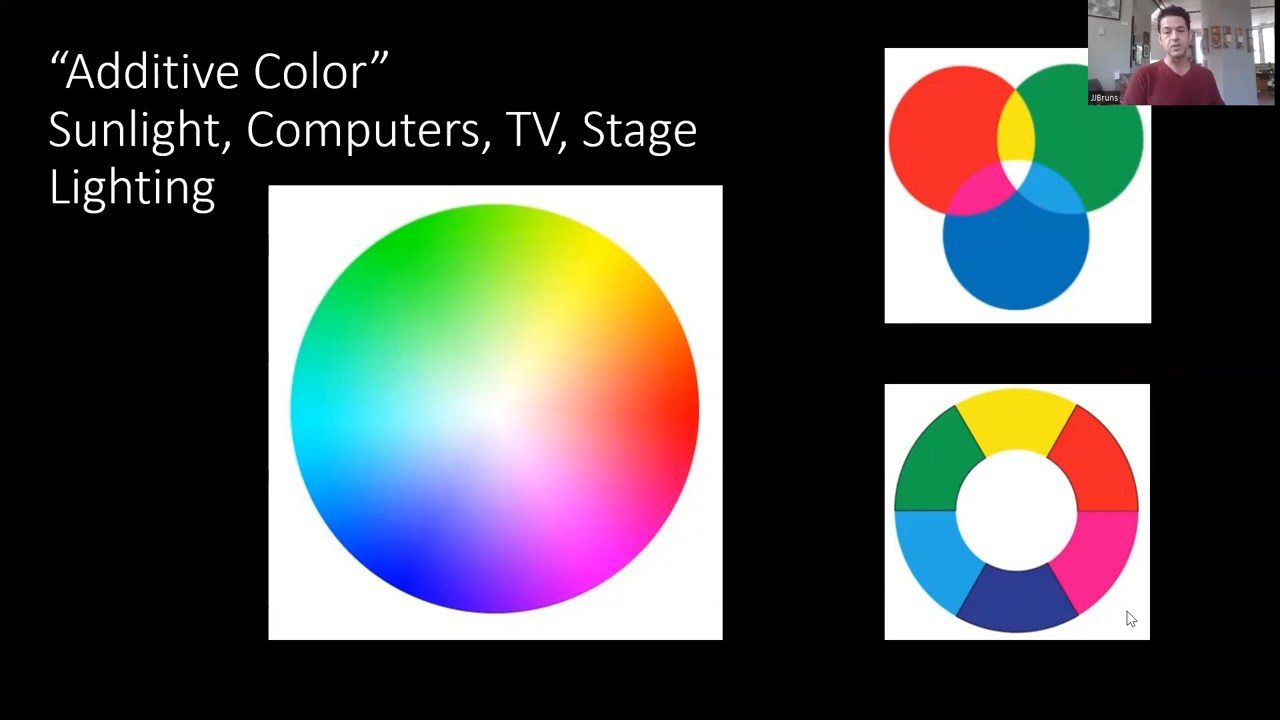 “Additive Color”
Sunlight, Computers, TV, Stage
Lighting
JJBruns